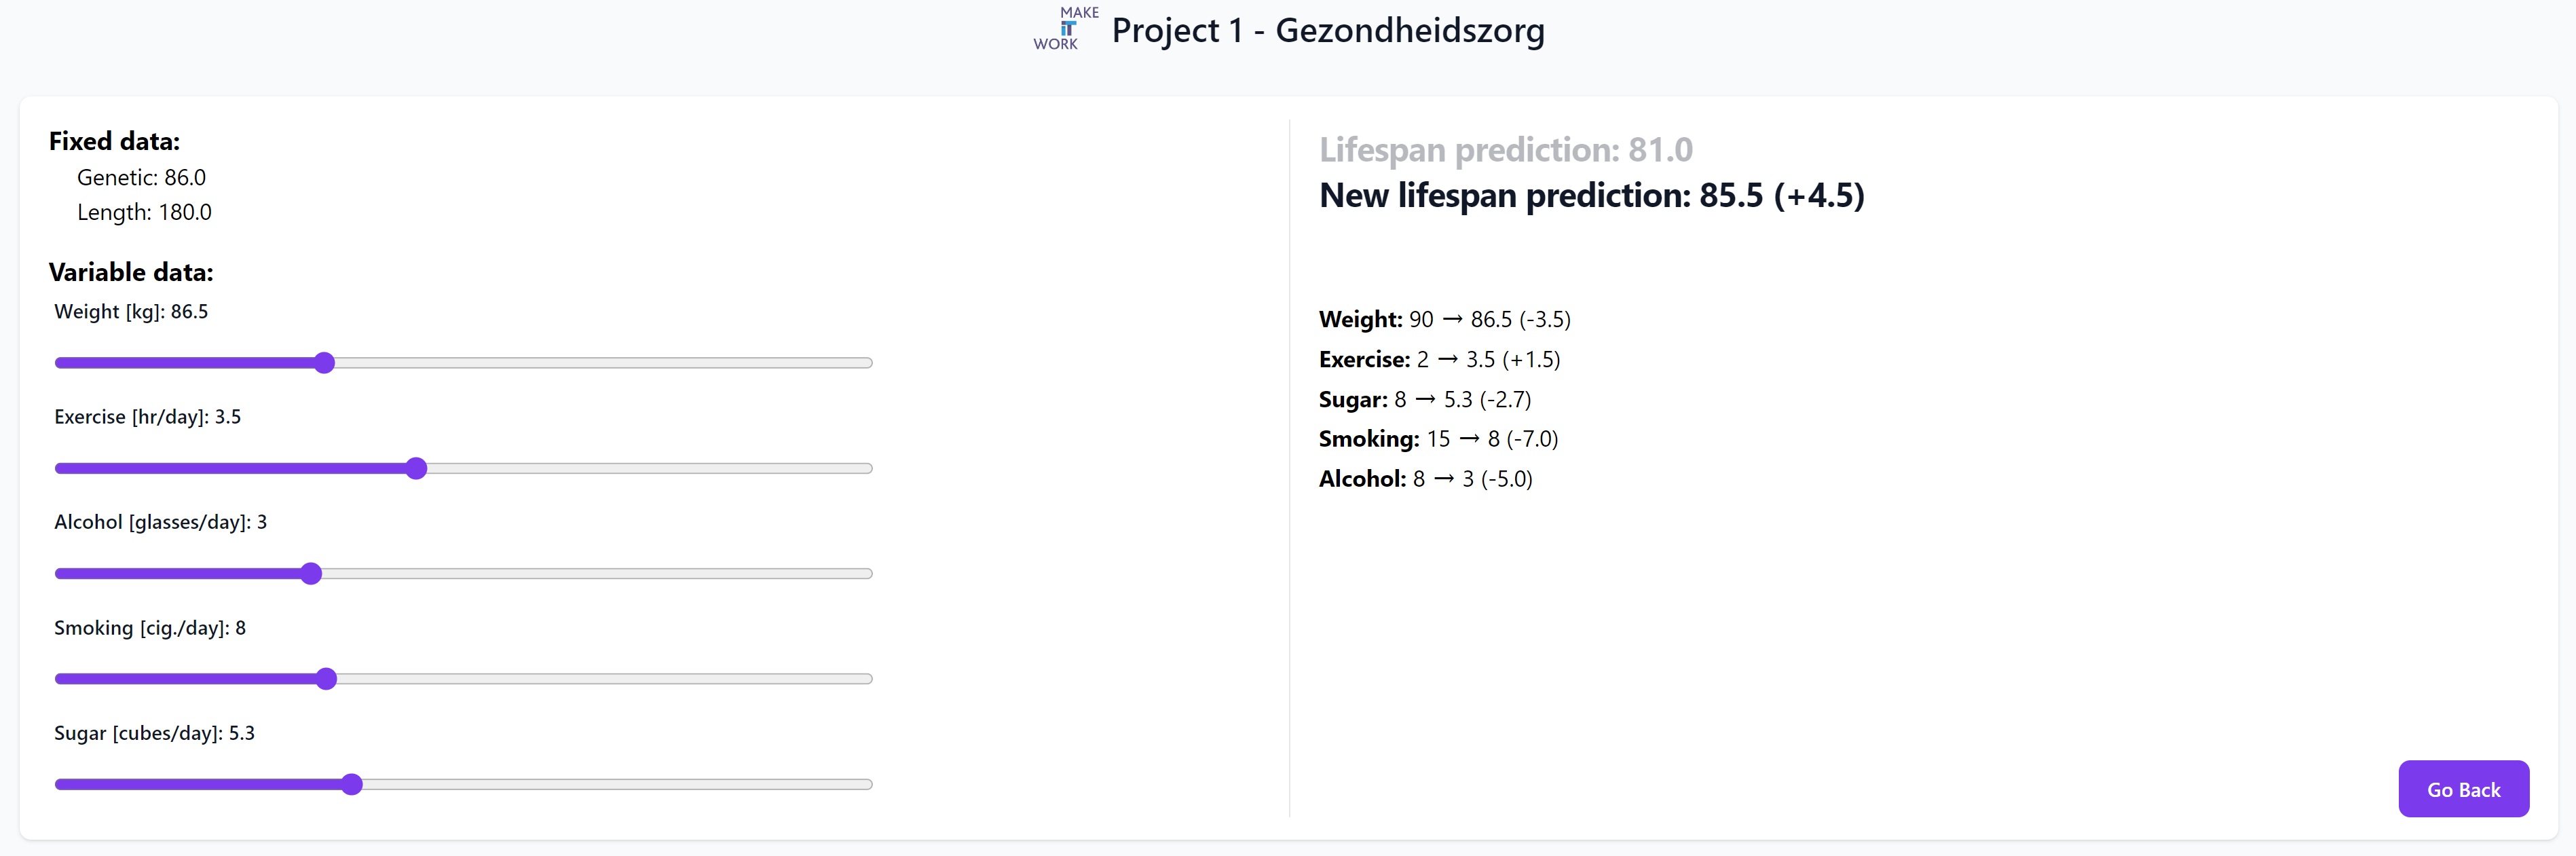 MAKE
iT
WORK
Project 1 - Gezondheidszorg
Fixed data:
Genetic: 86.0
Length: 180.0
Variable data:
Weight [kg]: 86.5
Exercise [hr/day]: 3.5
Alcohol [glasses/day]: 3
Smoking [cig./day]: 8
Sugar [cubes/day]: 5.3
Lifespan prediction: 81.0
New lifespan prediction: 85.5 (+4.5)
Weight: 90 → 86.5 (-3.5)
Exercise: 2 → 3.5 (+1.5)
Sugar: 8 → 5.3 (-2.7)
Smoking: 15 → 8 (-7.0)
Alcohol: 8 → 3 (-5.0)
Go Back